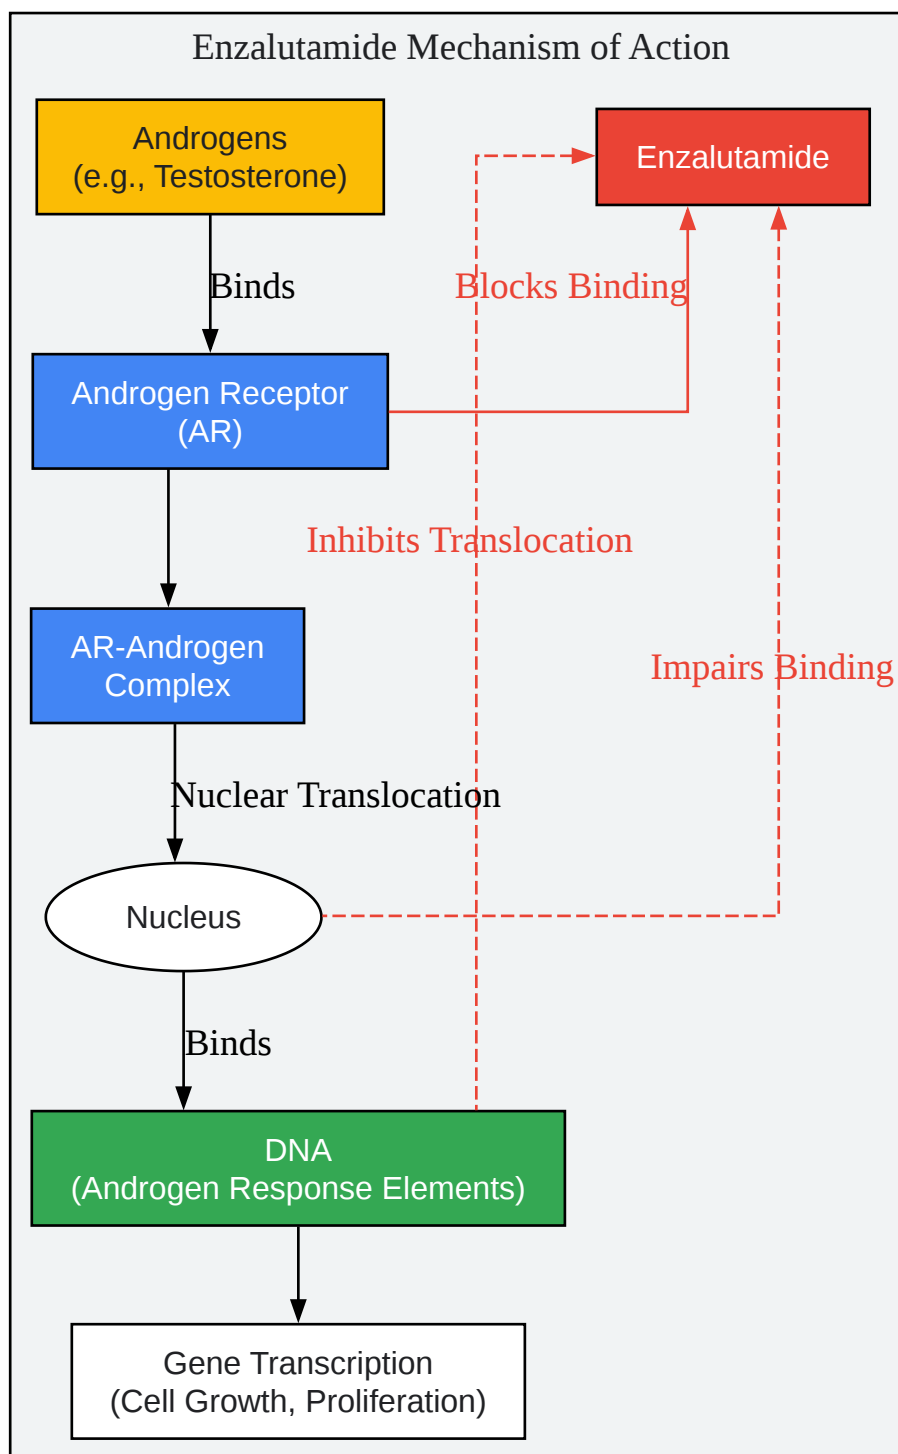 Enzalutamide Mechanism of Action
Androgens
(e.g., Testosterone)
Enzalutamide
Binds
Blocks Binding
Androgen Receptor
(AR)
Inhibits Translocation
AR-Androgen
Complex
Impairs Binding
Nuclear Translocation
Nucleus
Binds
DNA
(Androgen Response Elements)
Gene Transcription
(Cell Growth, Proliferation)